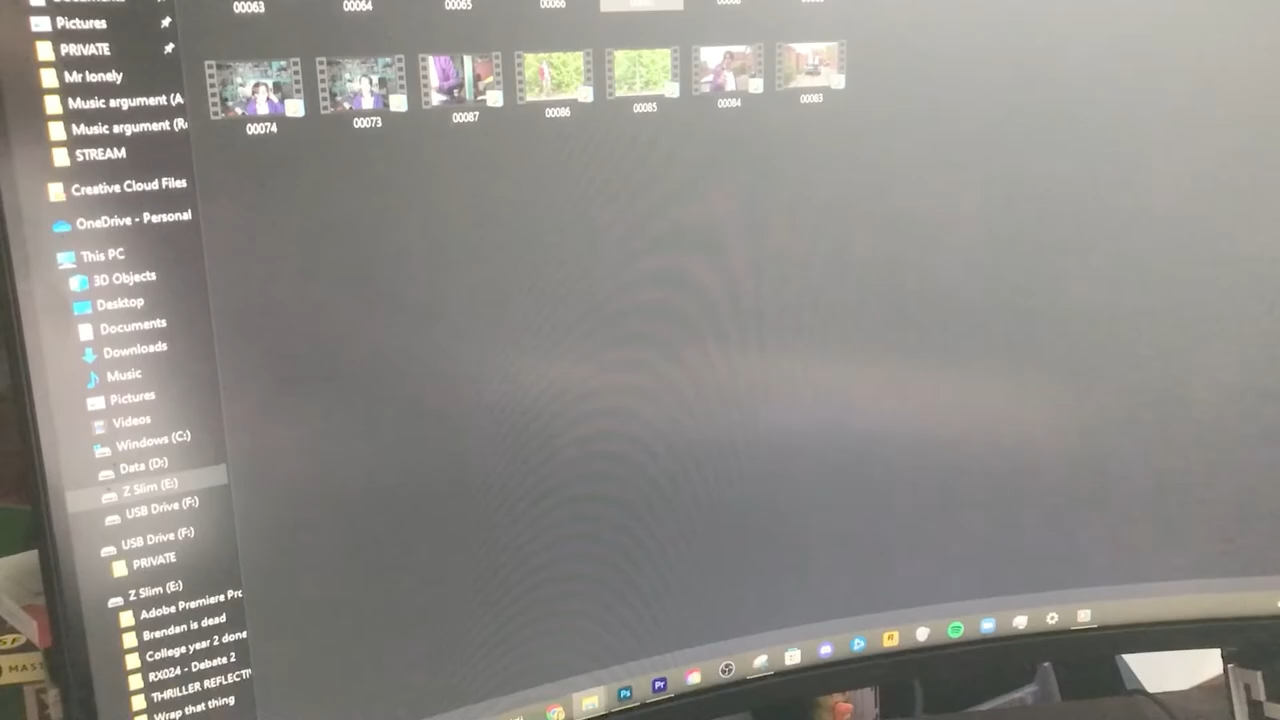 00063 00064 00065 00066
Pictures
PRIVATE
Mr lonely
Music argument (A
Music argument (R
STREAM
Creative Cloud Files
OneDrive - Personal
This PC
3D Objects
Desktop
Documents
Downloads
Music
Pictures
Videos
Windows (C:)
Data (D:)
Z Slim (E:)
USB Drive (F:)
USB Drive (F:)
PRIVATE
Z Slim (E:)
Adobe Premiere Pro
Brendan is dead
College year 2 done
RX024 - Debate 2
THRILLER REFLECTI
Wrap that thing
00074 00073 00087 00086 00085 00084 00083
Ps Pr
MAST